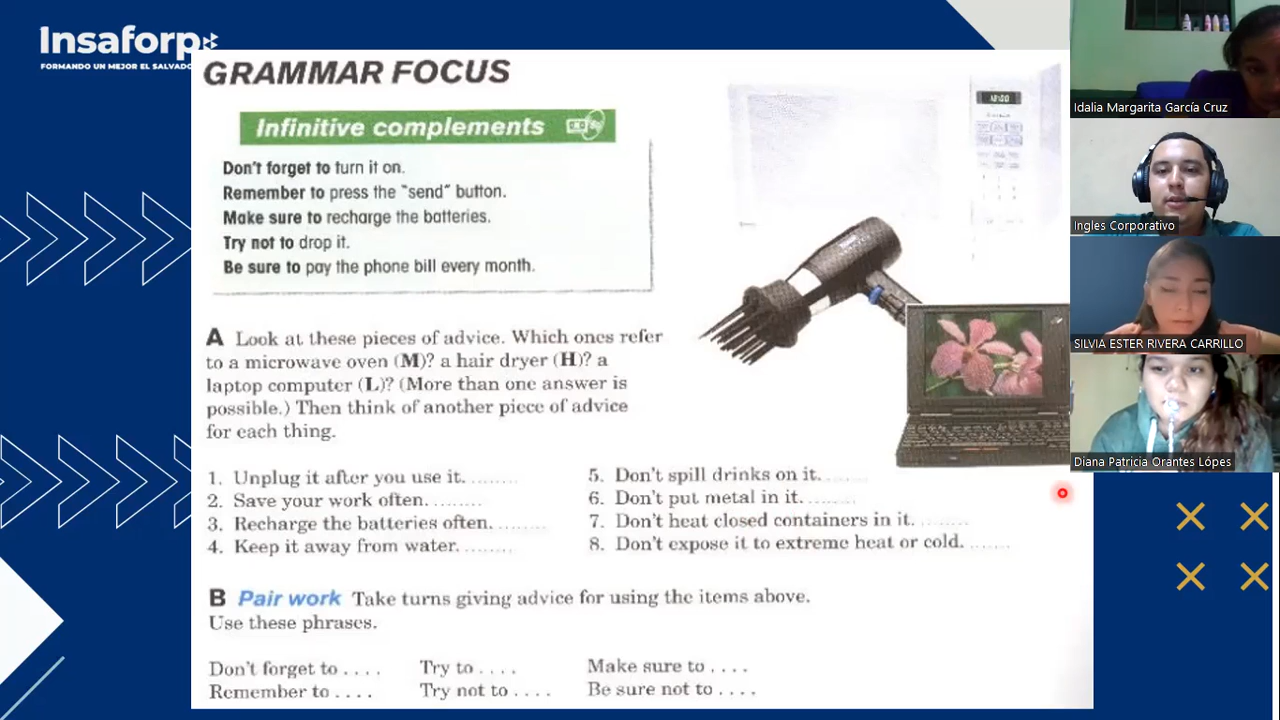 Insaforp
FORMANDO UN MEJOR EL SALVADOR
GRAMMAR FOCUS
Infinitive complements
Don't forget to turn it on.
Remember to press the "send" button.
Make sure to recharge the batteries.
Try not to drop it.
Be sure to pay the phone bill every month.
A Look at these pieces of advice. Which ones refer
to a microwave oven (M)? a hair dryer (H)? a
laptop computer (L)? (More than one answer is
possible.) Then think of another piece of advice
for each thing.
1. Unplug it after you use it. ........
2. Save your work often. ........
3. Recharge the batteries often. ........
4. Keep it away from water. ........
5. Don't spill drinks on it. ........
6. Don't put metal in it. ........
7. Don't heat closed containers in it. ........
8. Don't expose it to extreme heat or cold. ........
B Pair work Take turns giving advice for using the items above.
Use these phrases.
Don't forget to . . . . Try to . . . . Make sure to . . . .
Remember to . . . . Try not to . . . . Be sure not to . . . .
Idalia Margarita García Cruz
Ingles Corporativo
SILVIA ESTER RIVERA CARRILLO
Diana Patricia Orantes Lópes